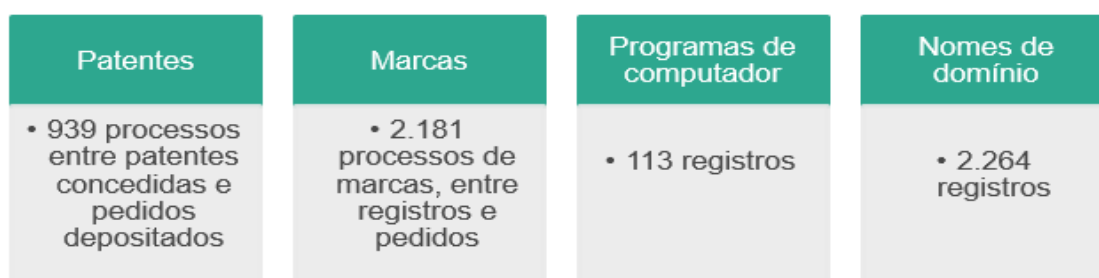 Patentes
• 939 processos
entre patentes
concedidas e
pedidos
depositados
Marcas
• 2.181
processos de
marcas, entre
registros e
pedidos
Programas de
computador
• 113 registros
Nomes de
domínio
• 2.264
registros